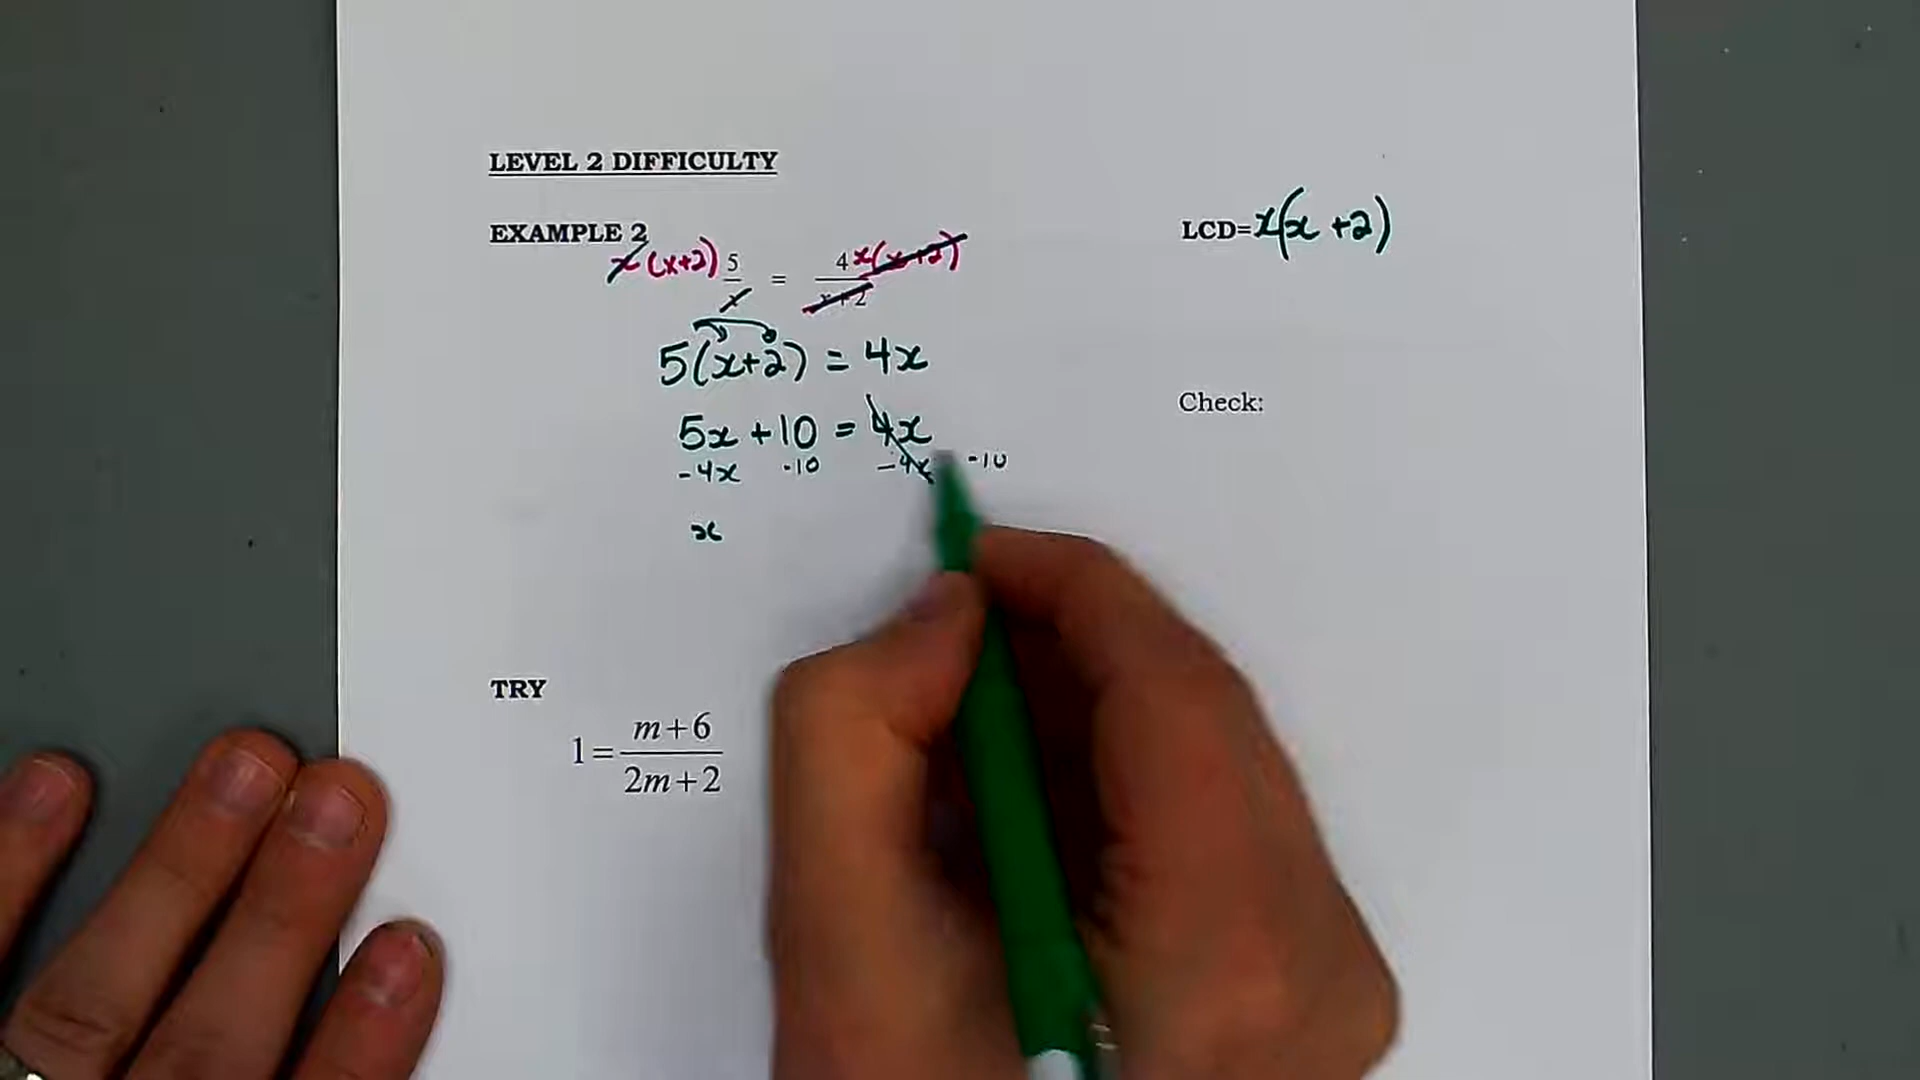 LEVEL 2 DIFFICULTY
EXAMPLE 2
LCD=x(x+2)
x(x+2) 5/x = 4x(x+2)/x+2
5(x+2) = 4x
5x+10 = 4x
-4x -10 -4x -10
x
Check:
TRY
1 = m+6/2m+2